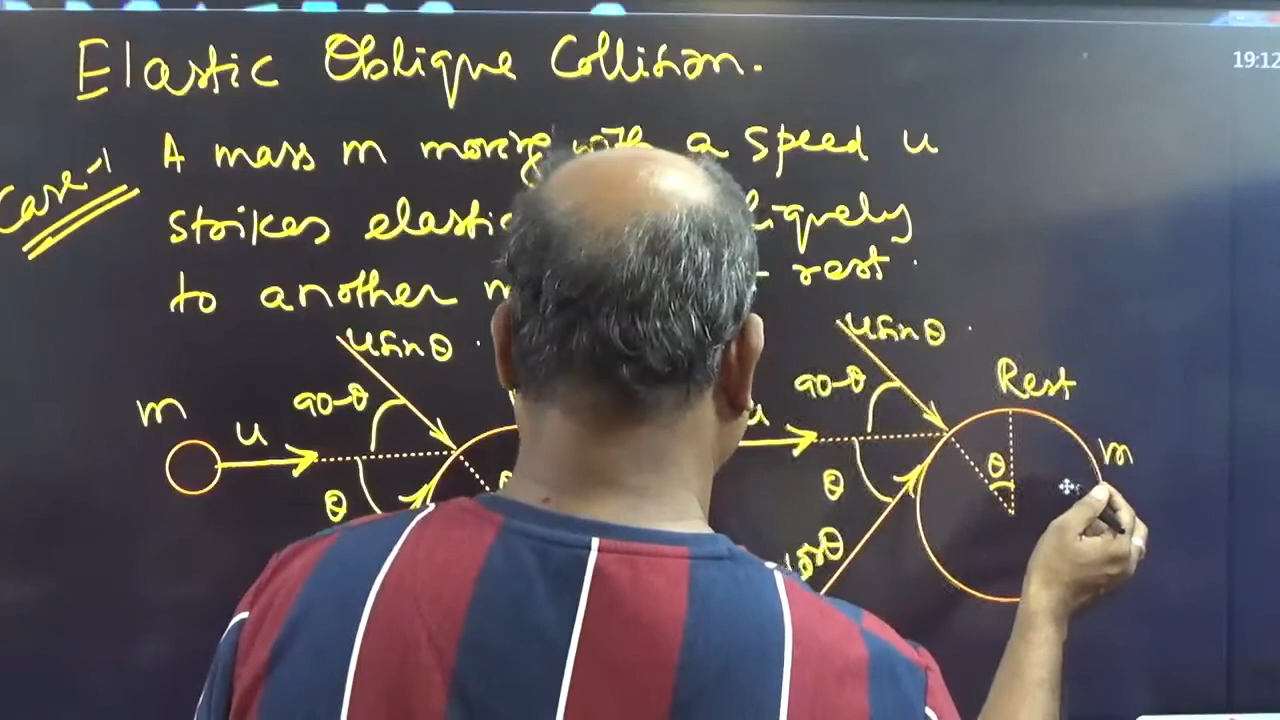 19:12
Elastic Oblique Collision.
Case-1
A mass m moving with a speed u
strikes elastic
to another rest.
usinθ
usinθ
90-θ
90-θ
Rest
m
u
u
m
θ
θ
θ